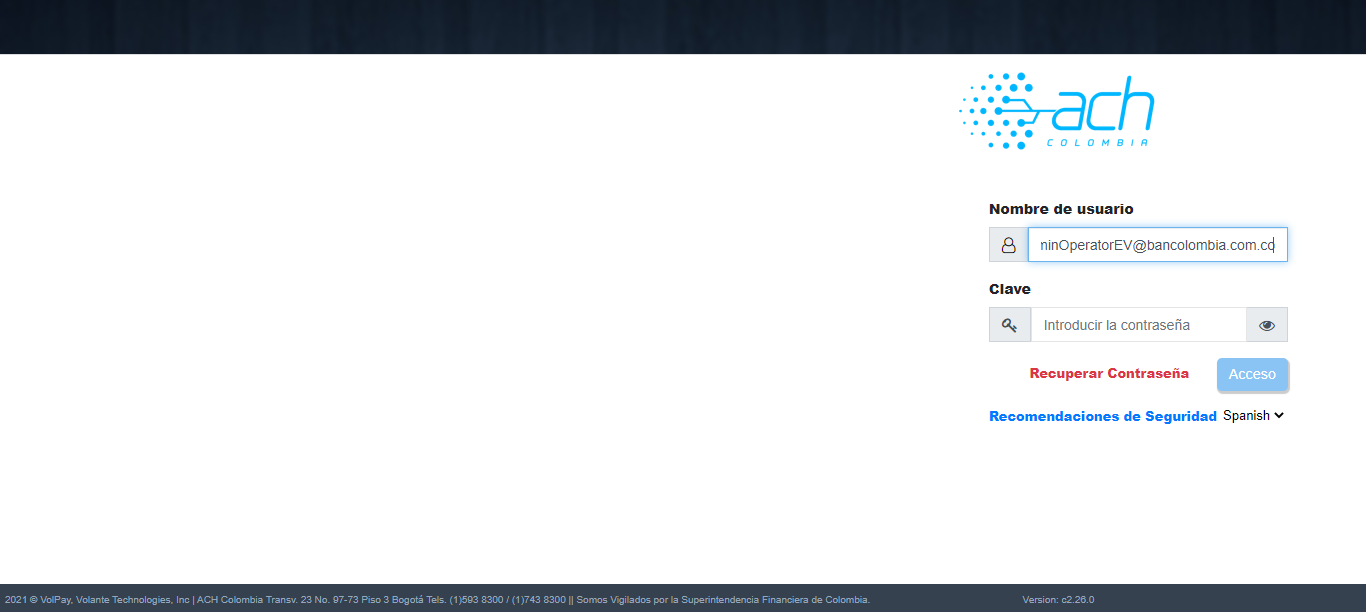 ach
COLOMBIA
Nombre de usuario
ninOperatorEV@bancolombia.com.co
Clave
Introducir la contraseña
Recuperar Contraseña Acceso
Recomendaciones de Seguridad Spanish
2021 © VolPay, Volante Technologies, Inc | ACH Colombia Transv. 23 No. 97-73 Piso 3 Bogotá Tels. (1)593 8300 / (1)743 8300 || Somos Vigilados por la Superintendencia Financiera de Colombia. Version: c2.26.0